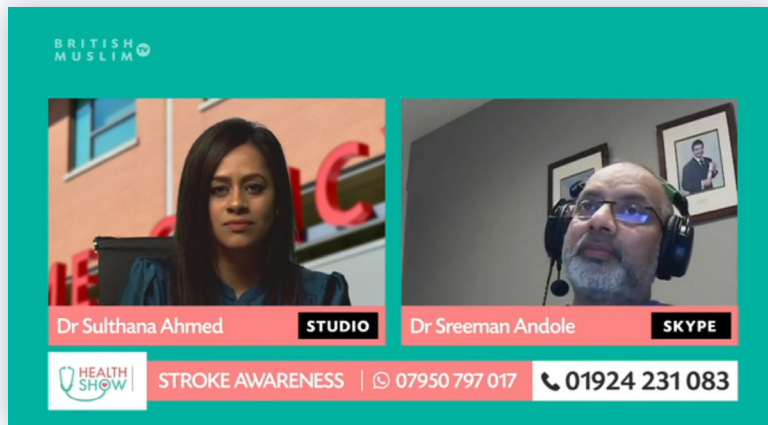 BRITISH
MUSLIM TV
Dr Sulthana Ahmed
STUDIO
Dr Sreeman Andole
SKYPE
HEALTH
SHOW
STROKE AWARENESS
07950 797 017
01924 231 083